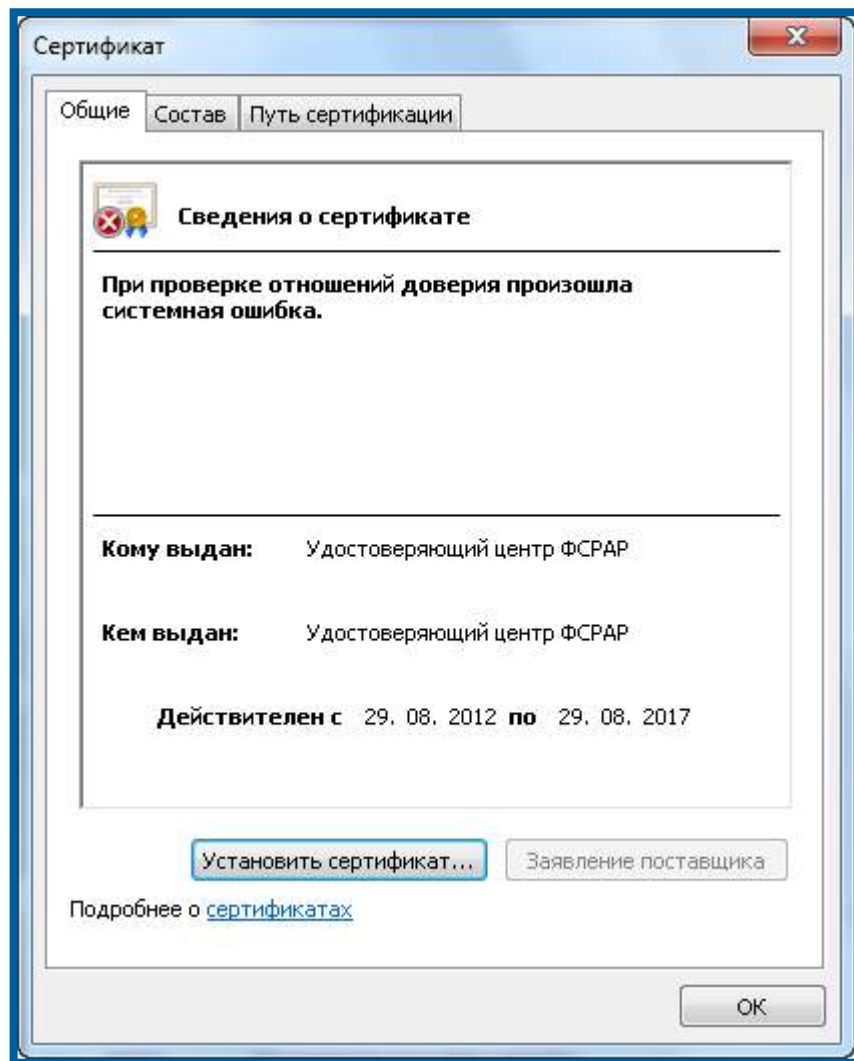 Сертификат
Общие Состав Путь сертификации
Сведения о сертификате
При проверке отношений доверия произошла
системная ошибка.
Кому выдан: Удостоверяющий центр ФСРАР
Кем выдан: Удостоверяющий центр ФСРАР
Действителен с 29. 08. 2012 по 29. 08. 2017
Установить сертификат... Заявление поставщика
Подробнее о сертификатах
ОК